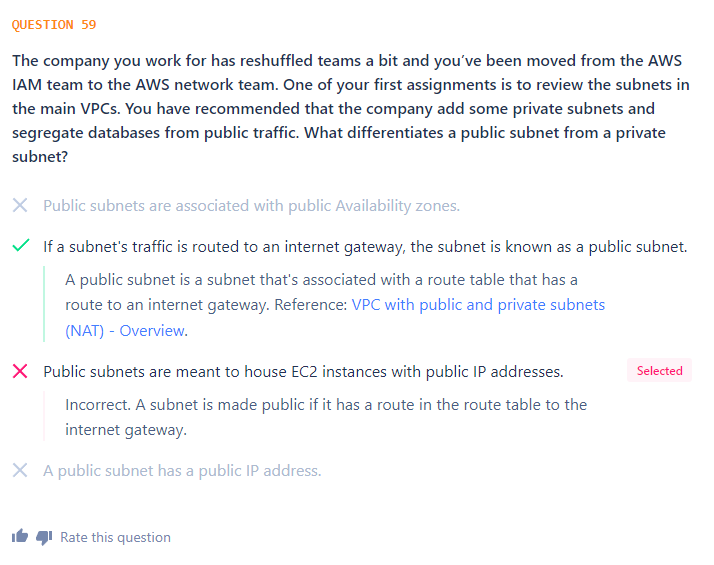 QUESTION 59
The company you work for has reshuffled teams a bit and you’ve been moved from the AWS
IAM team to the AWS network team. One of your first assignments is to review the subnets in
the main VPCs. You have recommended that the company add some private subnets and
segregate databases from public traffic. What differentiates a public subnet from a private
subnet?
Public subnets are associated with public Availability zones.
If a subnet's traffic is routed to an internet gateway, the subnet is known as a public subnet.
A public subnet is a subnet that's associated with a route table that has a
route to an internet gateway. Reference: VPC with public and private subnets
(NAT) - Overview.
Public subnets are meant to house EC2 instances with public IP addresses. Selected
Incorrect. A subnet is made public if it has a route in the route table to the
internet gateway.
A public subnet has a public IP address.
Rate this question